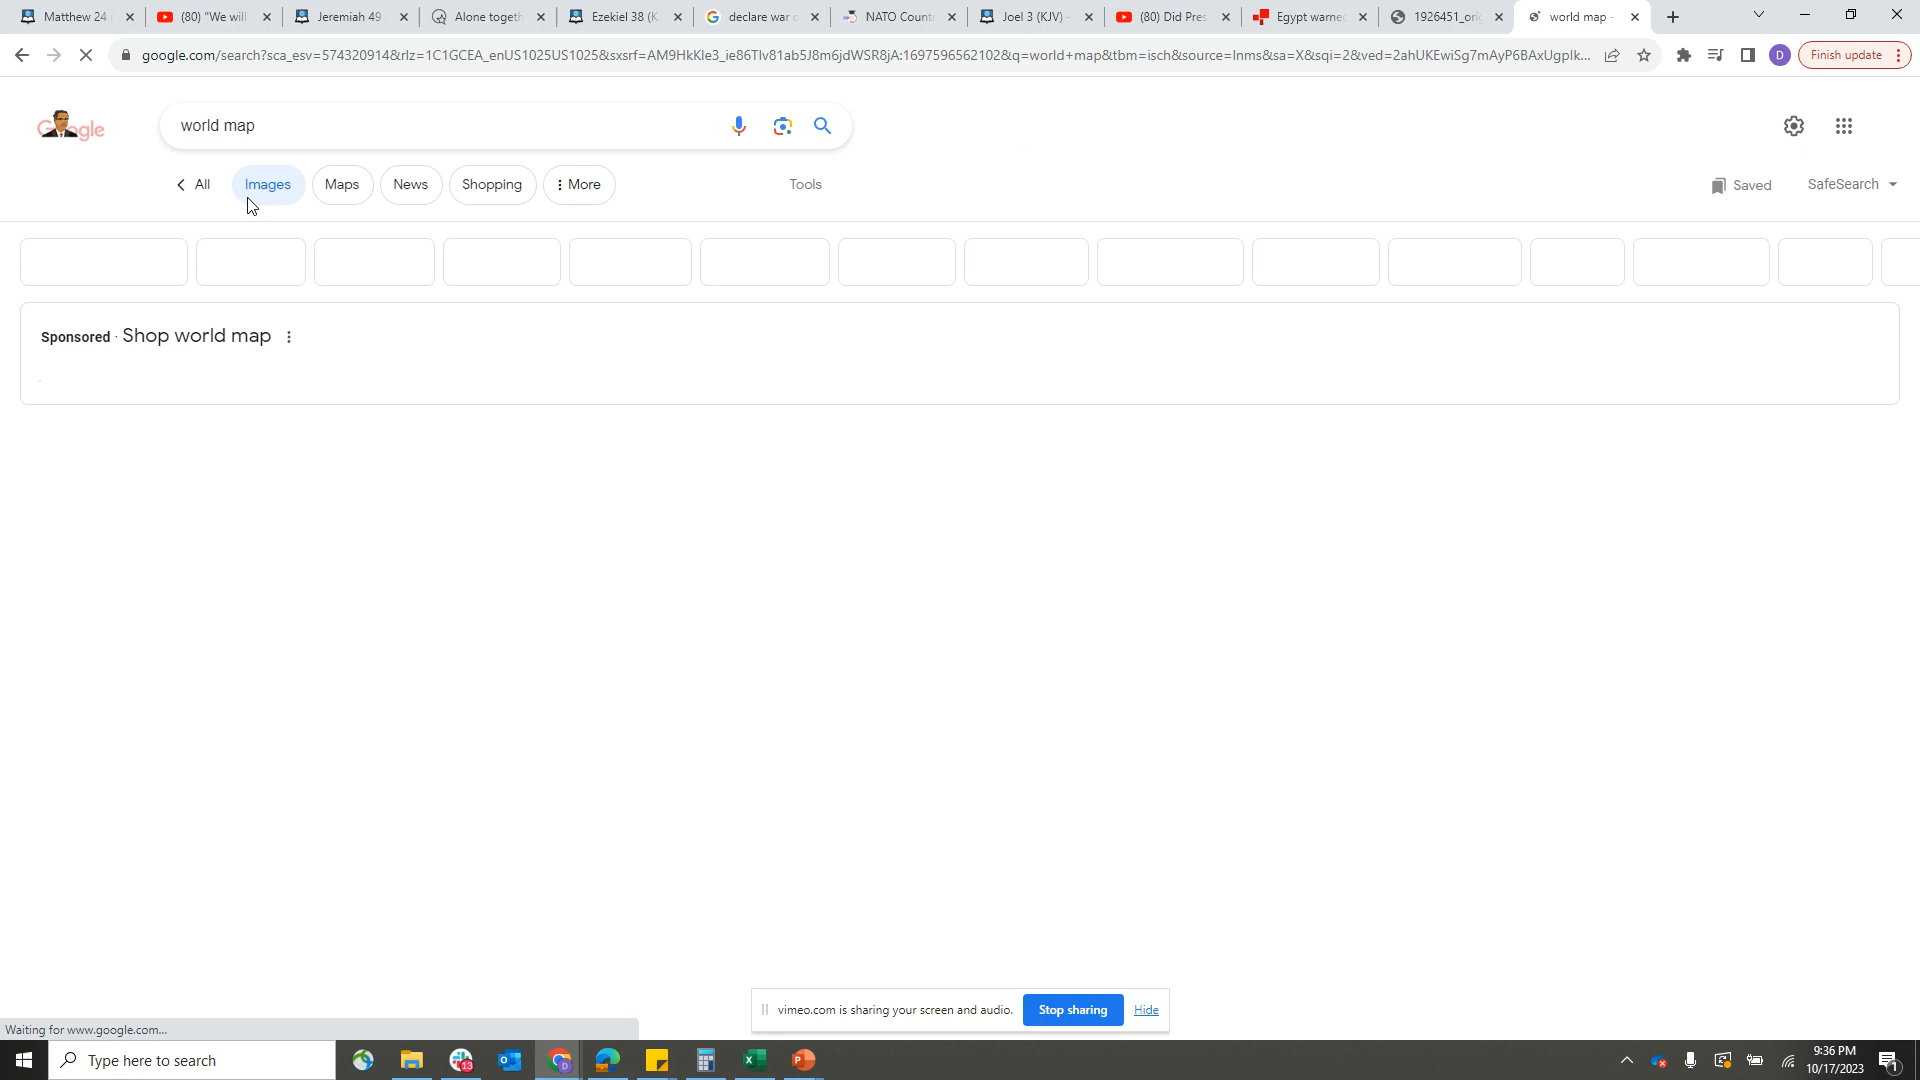 Matthew 24
(80) "We will
Jeremiah 49
Alone togeth
Ezekiel 38 (K
declare war o
NATO Count
Joel 3 (KJV) -
(80) Did Pres
Egypt warne
1926451_orig
world map -
google.com/search?sca_esv=574320914&rlz=1C1GCEA_enUS1025US1025&sxsrf=AM9HkKle3_ie86Tlv81ab5J8m6jdWSR8jA:1697596562102&q=world+map&tbm=isch&source=lnms&sa=X&sqi=2&ved=2ahUKEwiSg7mAyP6BAxUgplk...
D
Finish update
Google
world map
All
Images
Maps
News
Shopping
More
Tools
Saved
SafeSearch
Sponsored · Shop world map
vimeo.com is sharing your screen and audio.
Stop sharing
Hide
Waiting for www.google.com...
Type here to search
13
D
9:36 PM
10/17/2023
1